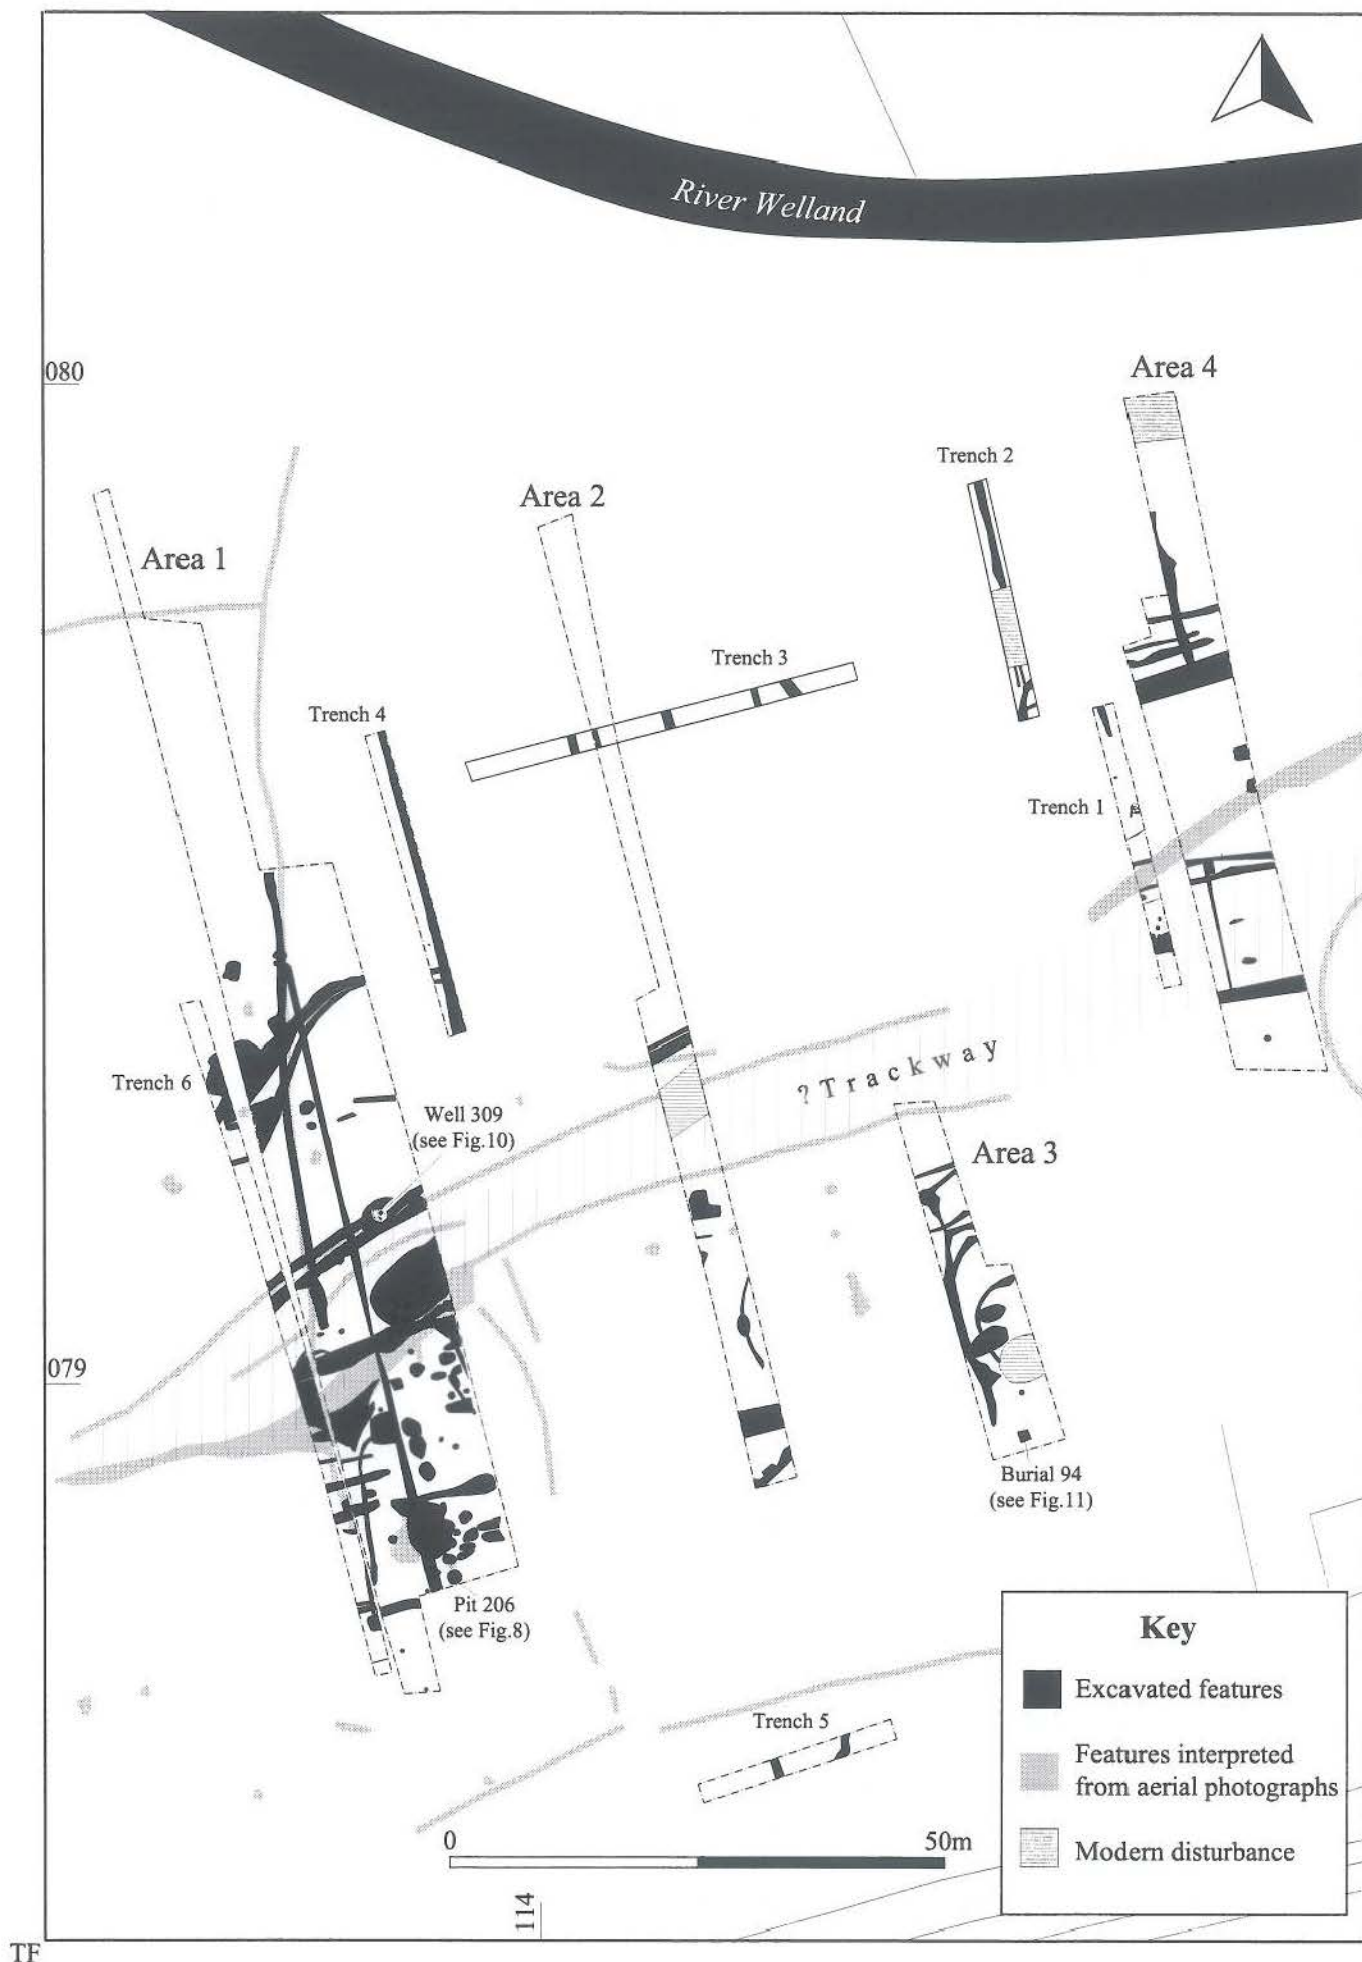 River Welland
080
Area 4
Trench 2
Area 2
Area 1
Trench 3
Trench 4
Trench 1
?Trackway
Trench 6
Well 309
(see Fig.10)
Area 3
079
Burial 94
(see Fig.11)
Pit 206
(see Fig.8)
Key
Excavated features
Features interpreted
from aerial photographs
Modern disturbance
Trench 5
0
50m
114
TF